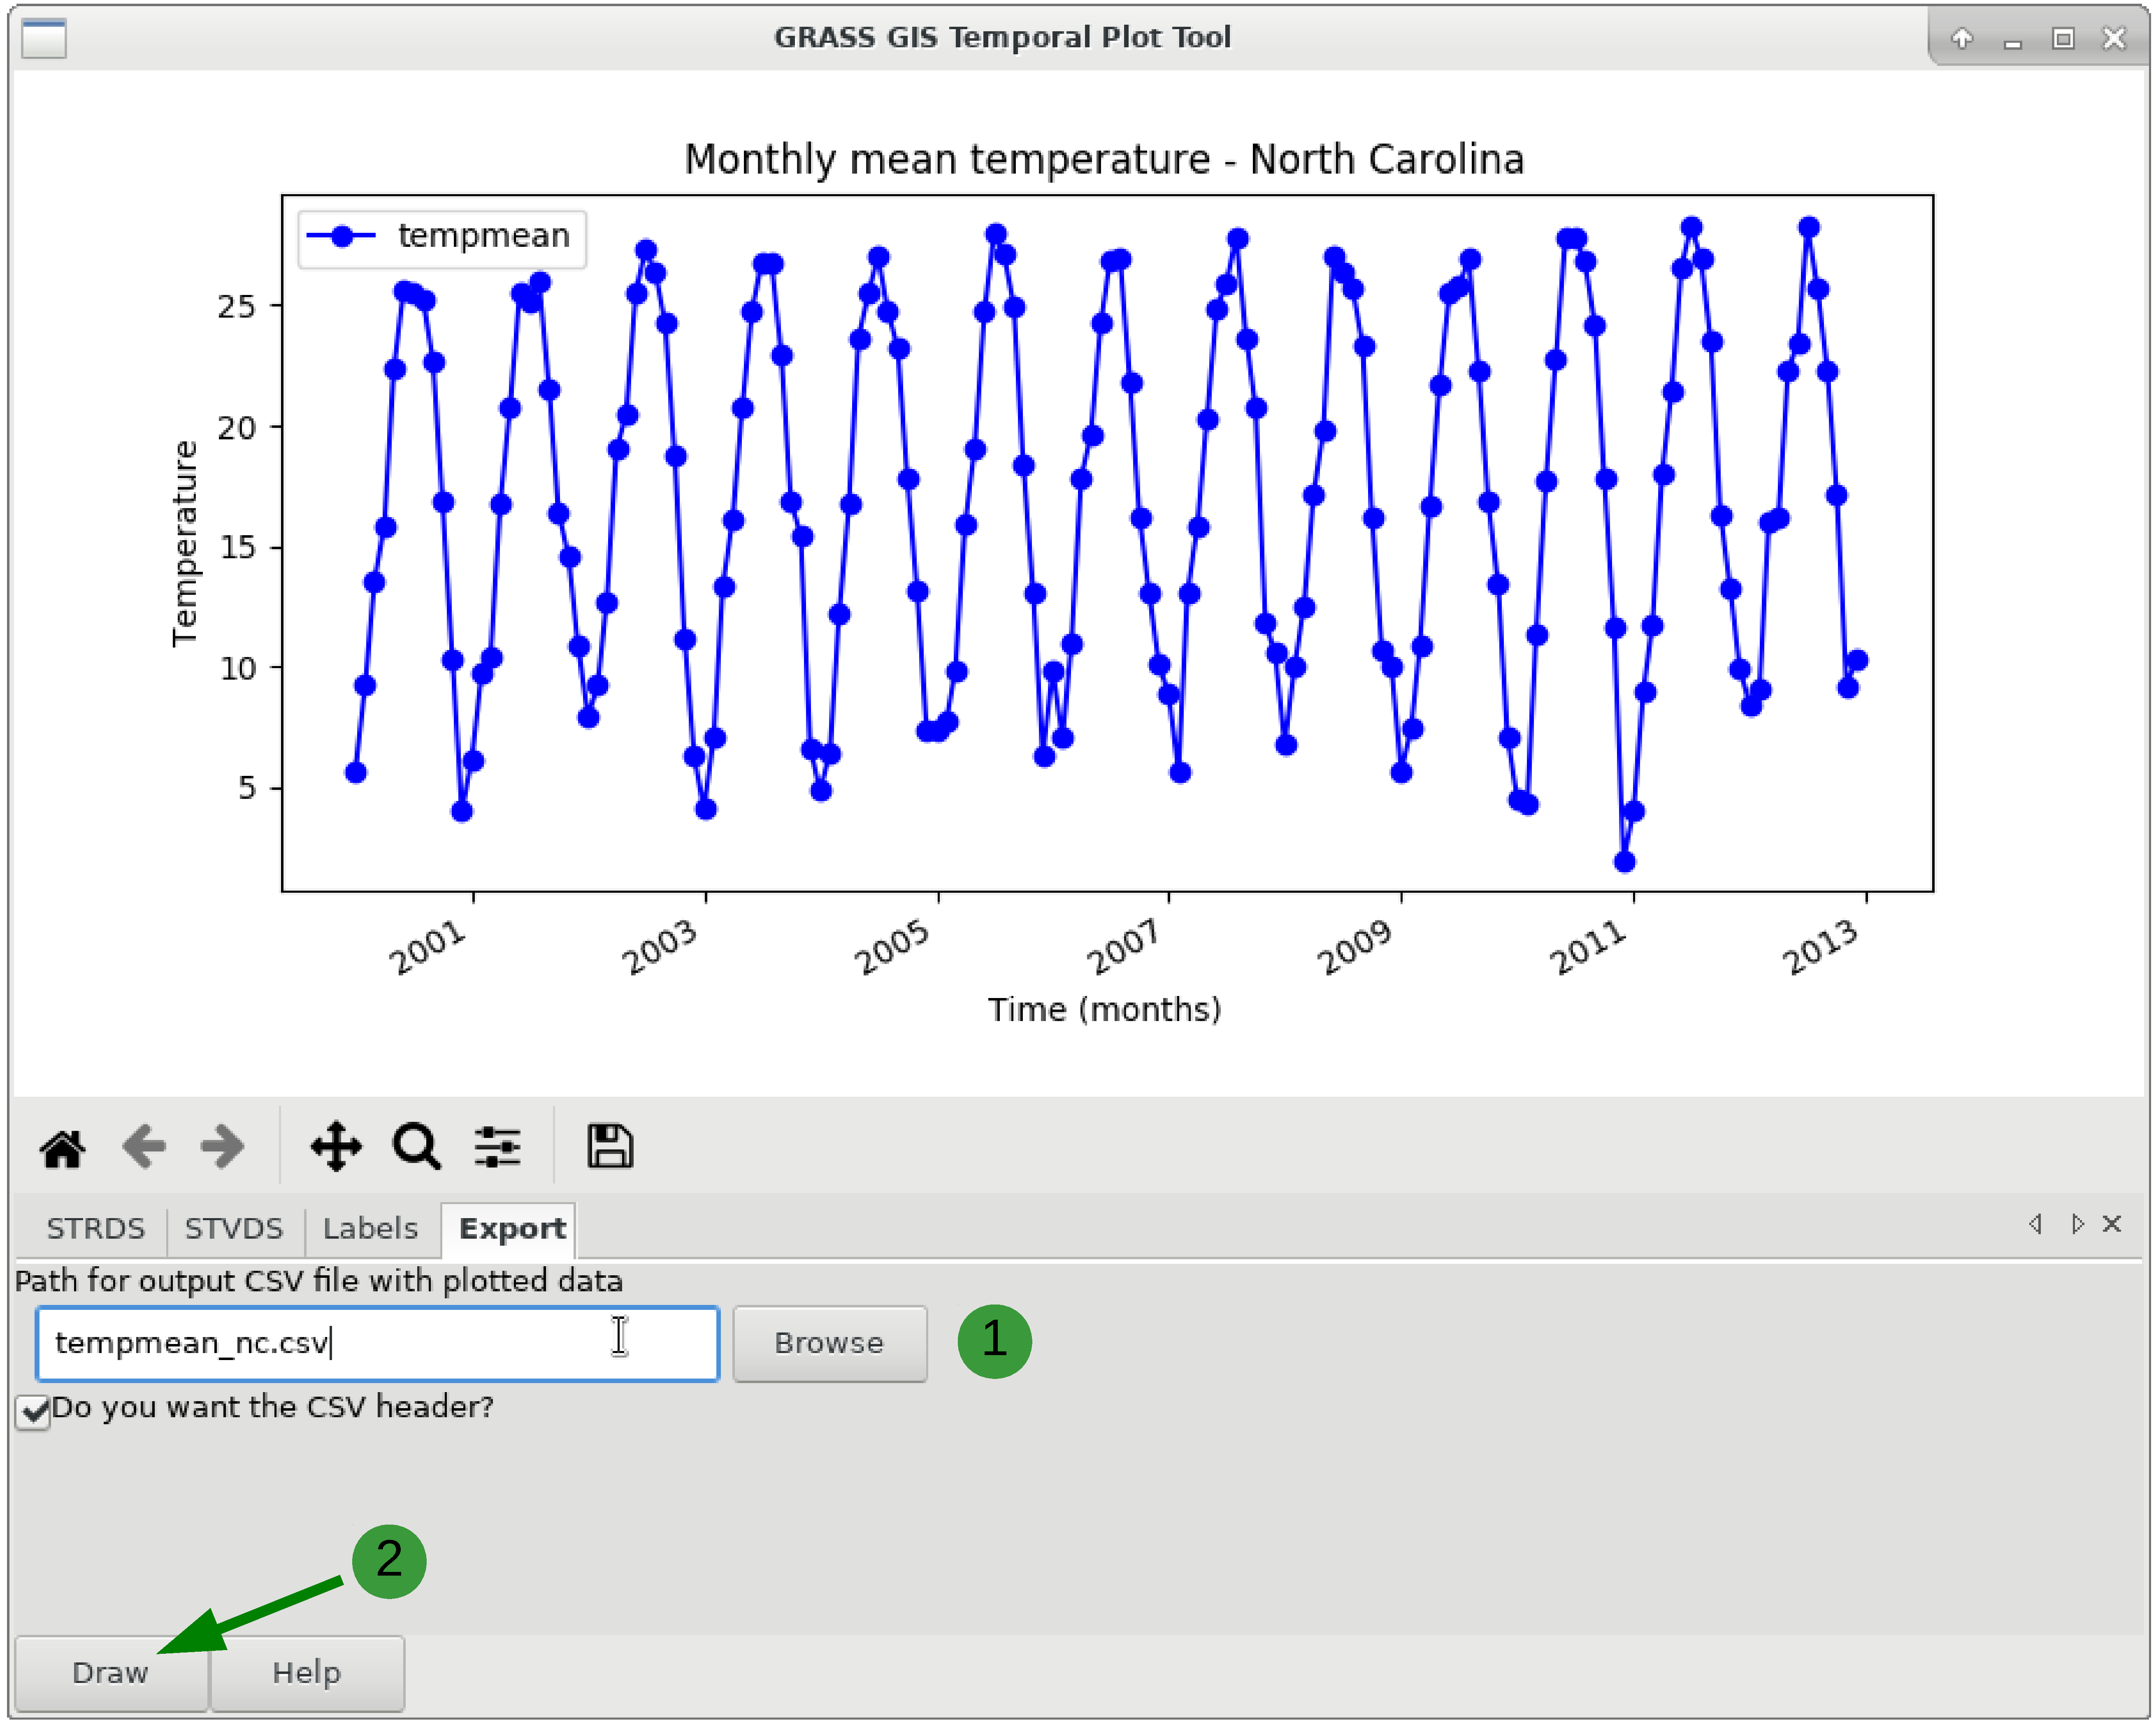 GRASS GIS Temporal Plot Tool
Monthly mean temperature - North Carolina
tempmean
25
20
15
10
5
Temperature
2001 2003 2005 2007 2009 2011 2013
Time (months)
STRDS STVDS Labels Export
Path for output CSV file with plotted data
tempmean_nc.csv Browse 1
Do you want the CSV header?
2
Draw Help